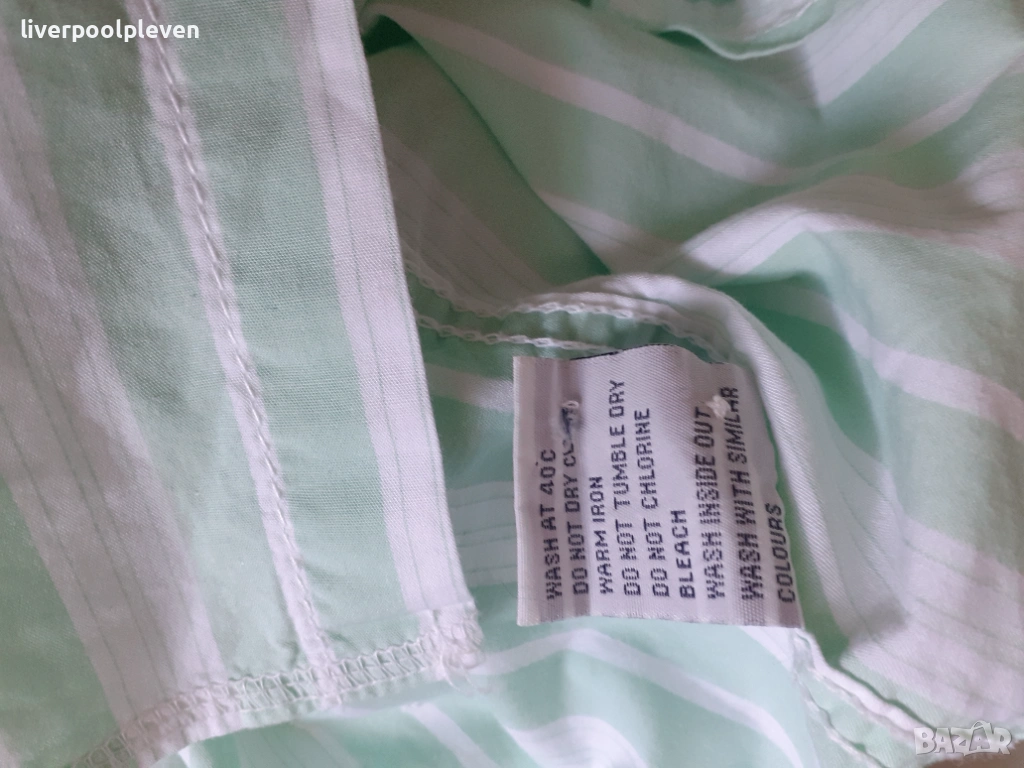 liverpoolpleven
WASH AT 40°C
DO NOT DRY
WARM IRON
DO NOT TUMBLE DRY
DO NOT CHLORINE
BLEACH
WASH INSIDE OUT
WASH WITH SIMILAR
COLOURS
BAZAR